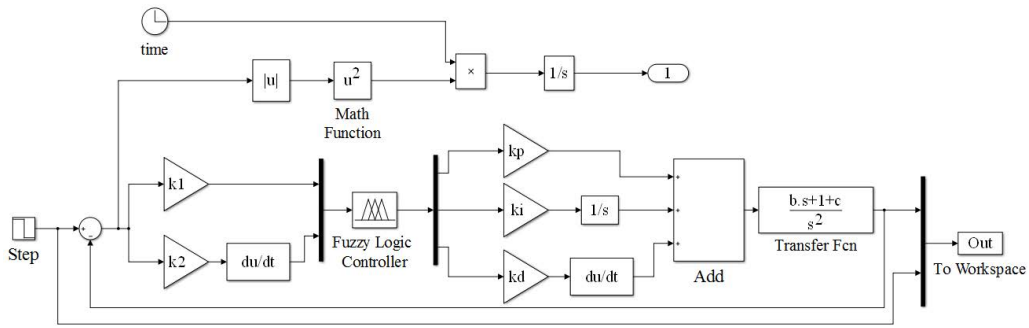 time
|u|
u²
×
1/s
1
Math
Function
k1
k2
du/dt
Fuzzy Logic
Controller
kp
ki
kd
1/s
du/dt
+
+
+
Add
b.s+1+c
s²
Transfer Fcn
Step
+
-
Out
To Workspace